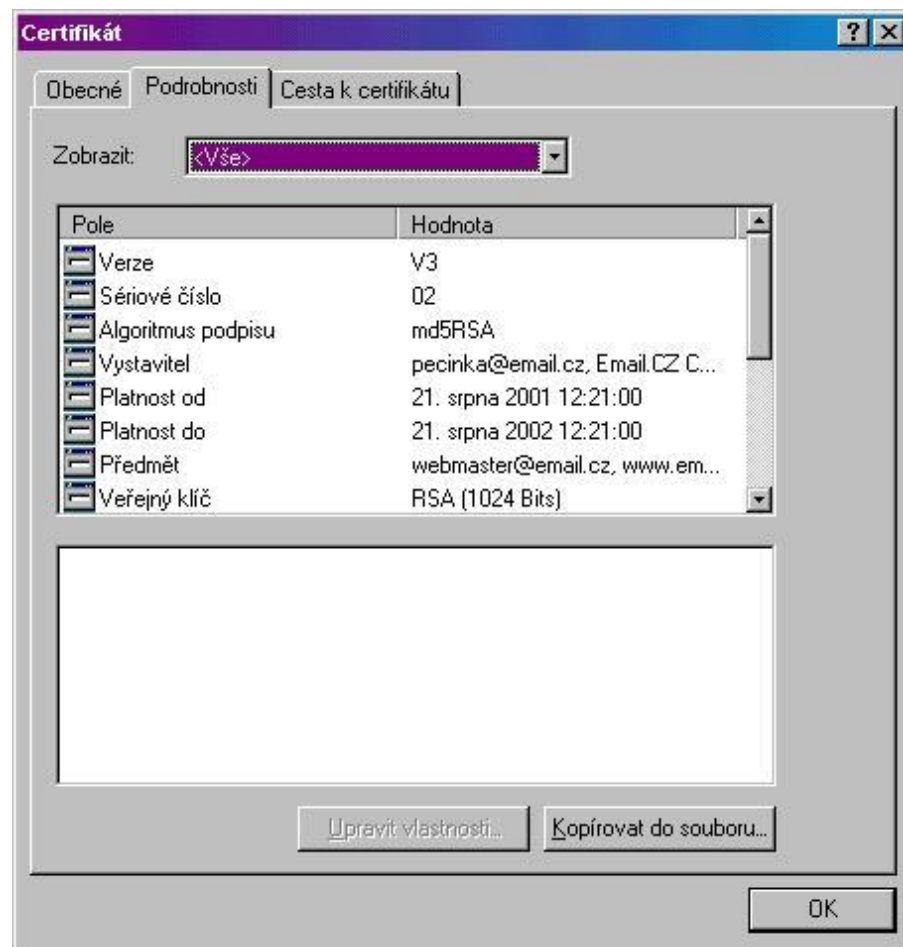 Certifikát
Obecné Podrobnosti Cesta k certifikátu
Zobrazit: <Vše>
Pole Hodnota
Verze V3
Sériové číslo 02
Algoritmus podpisu md5RSA
Vystavitel pecinka@email.cz, Email.CZ C...
Platnost od 21. srpna 2001 12:21:00
Platnost do 21. srpna 2002 12:21:00
Předmět webmaster@email.cz, www.em...
Veřejný klíč RSA (1024 Bits)
Upravit vlastnosti... Kopírovat do souboru...
OK